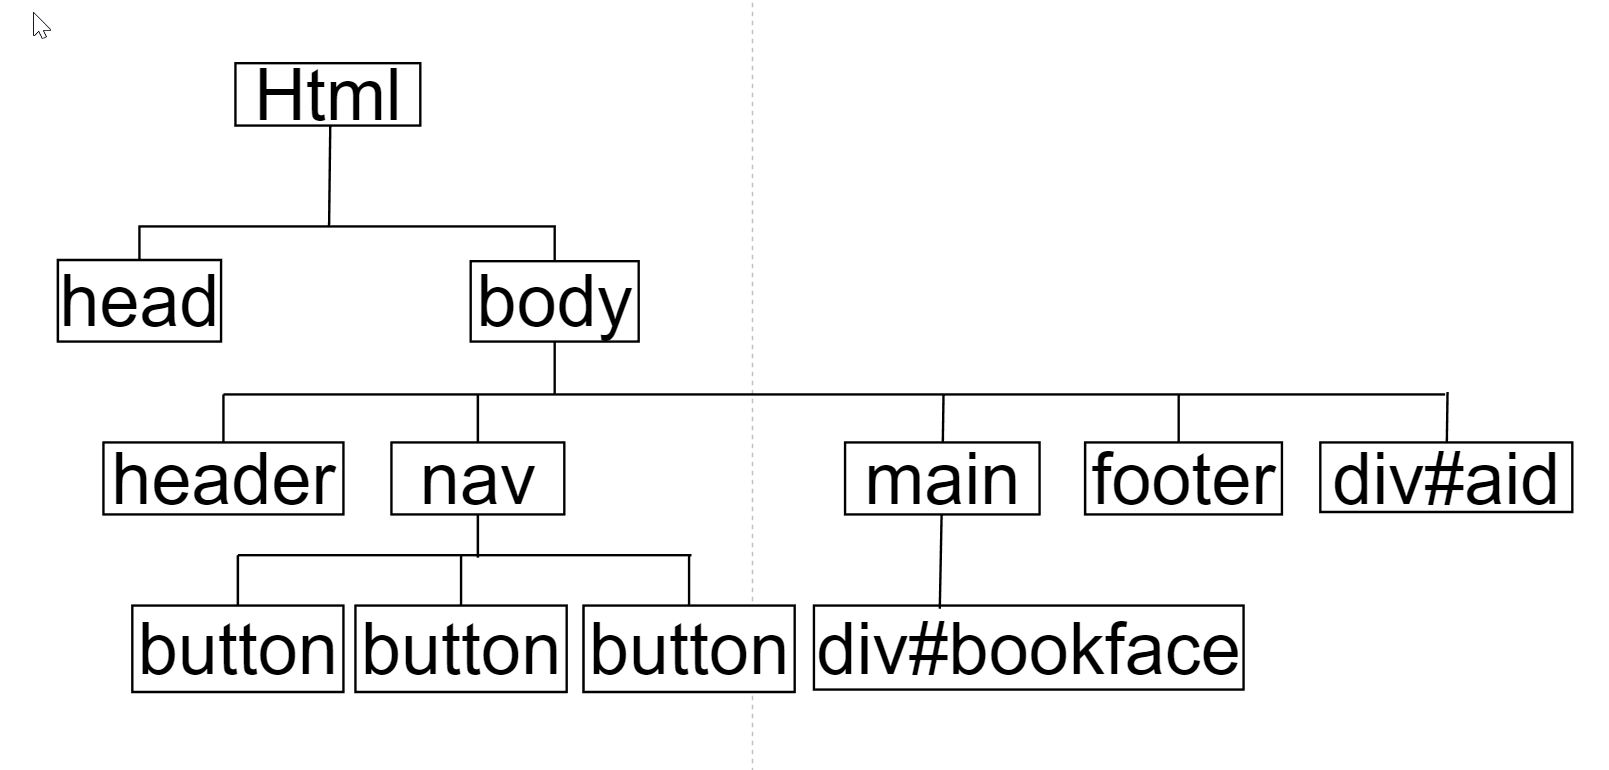 Html
head
body
header
nav
main
footer
div#aid
button
button
button
div#bookface